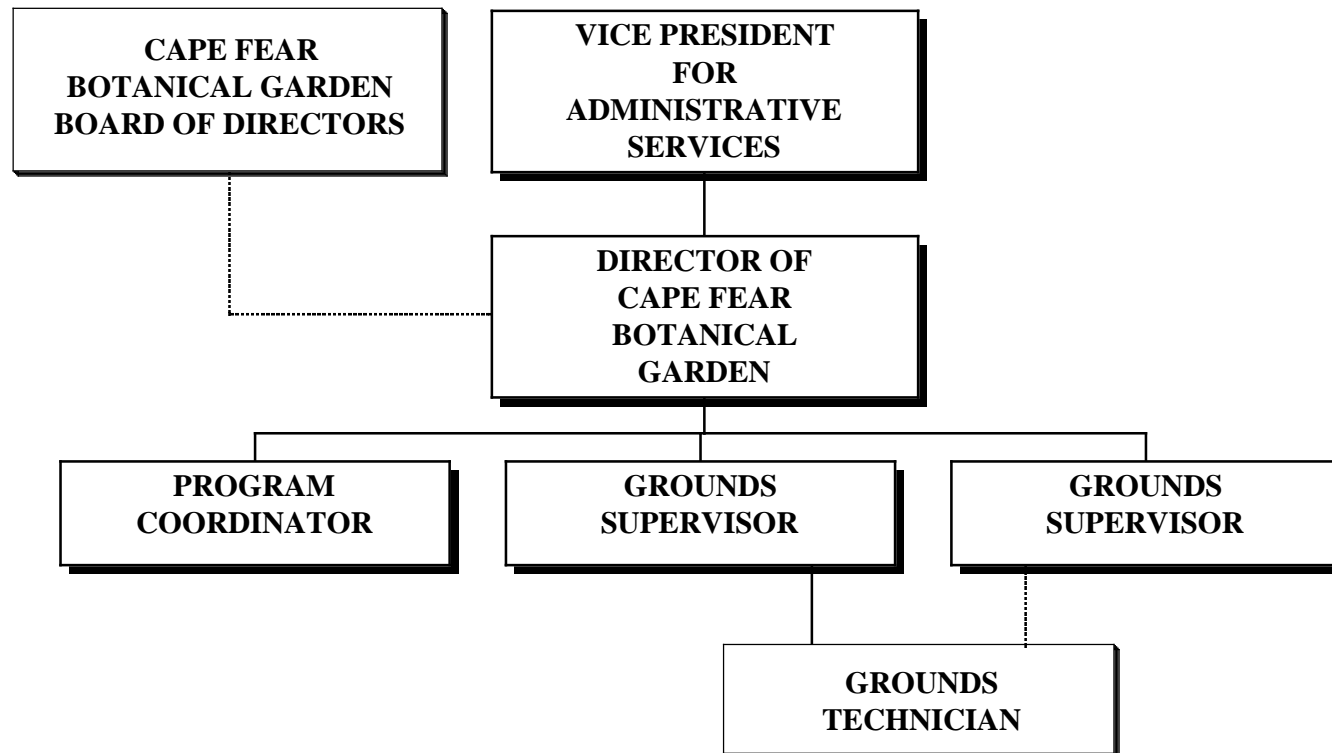 CAPE FEAR
BOTANICAL GARDEN
BOARD OF DIRECTORS
VICE PRESIDENT
FOR
ADMINISTRATIVE
SERVICES
DIRECTOR OF
CAPE FEAR
BOTANICAL
GARDEN
PROGRAM
COORDINATOR
GROUNDS
SUPERVISOR
GROUNDS
SUPERVISOR
GROUNDS
TECHNICIAN